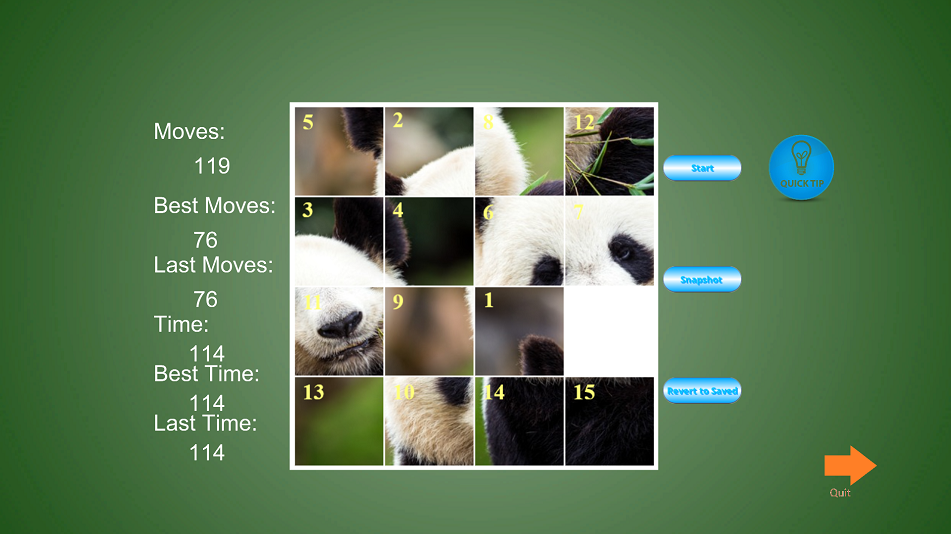 Moves:
119
Best Moves:
76
Last Moves:
76
Time:
114
Best Time:
114
Last Time:
114
5 2 8 12
3 4 6 7
11 9 1
13 10 14 15
Start
QUICK TIP
Snapshot
Revert to Saved
Quit